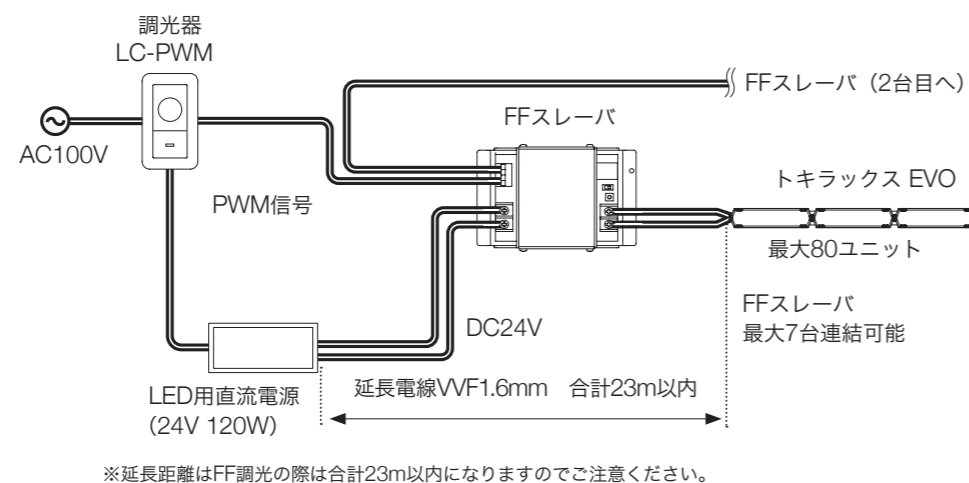 調光器
LC-PWM
FFスレーバ（2台目へ）
FFスレーバ
AC100V
トキラックス EVO
PWM信号
最大80ユニット
FFスレーバ
最大7台連結可能
DC24V
延長電線VVF1.6mm　合計23m以内
LED用直流電源
（24V 120W）
※延長距離はFF調光の際は合計23m以内になりますのでご注意ください。